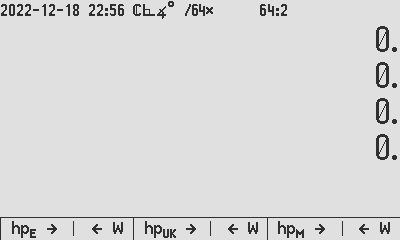 2022-12-18 22:56 ℂ∟∡° /64× 64:2
0.
0.
0.
0.
hpE → | ← W hpUK → | ← W hpM → | ← W